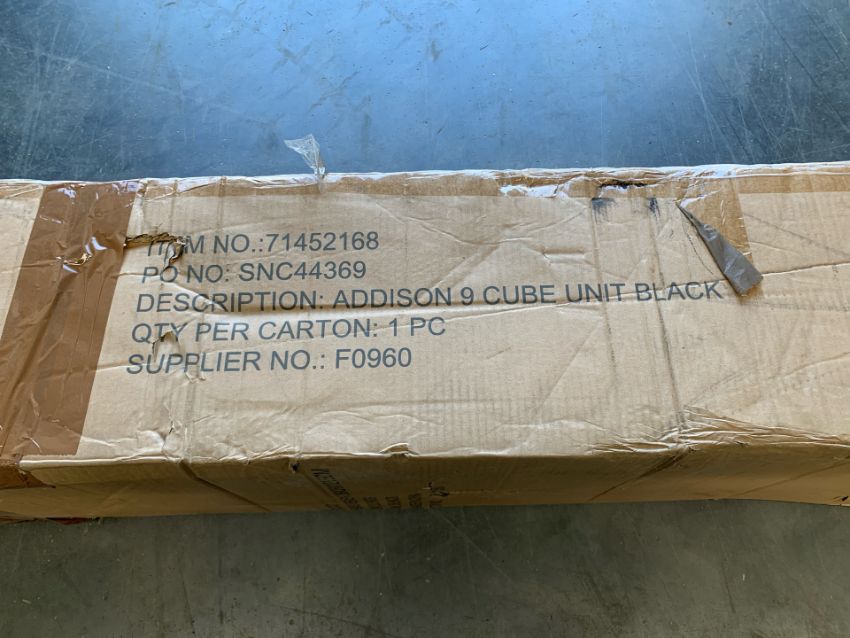 ITEM NO.:71452168
PO NO: SNC44369
DESCRIPTION: ADDISON 9 CUBE UNIT BLACK
QTY PER CARTON: 1 PC
SUPPLIER NO.: F0960